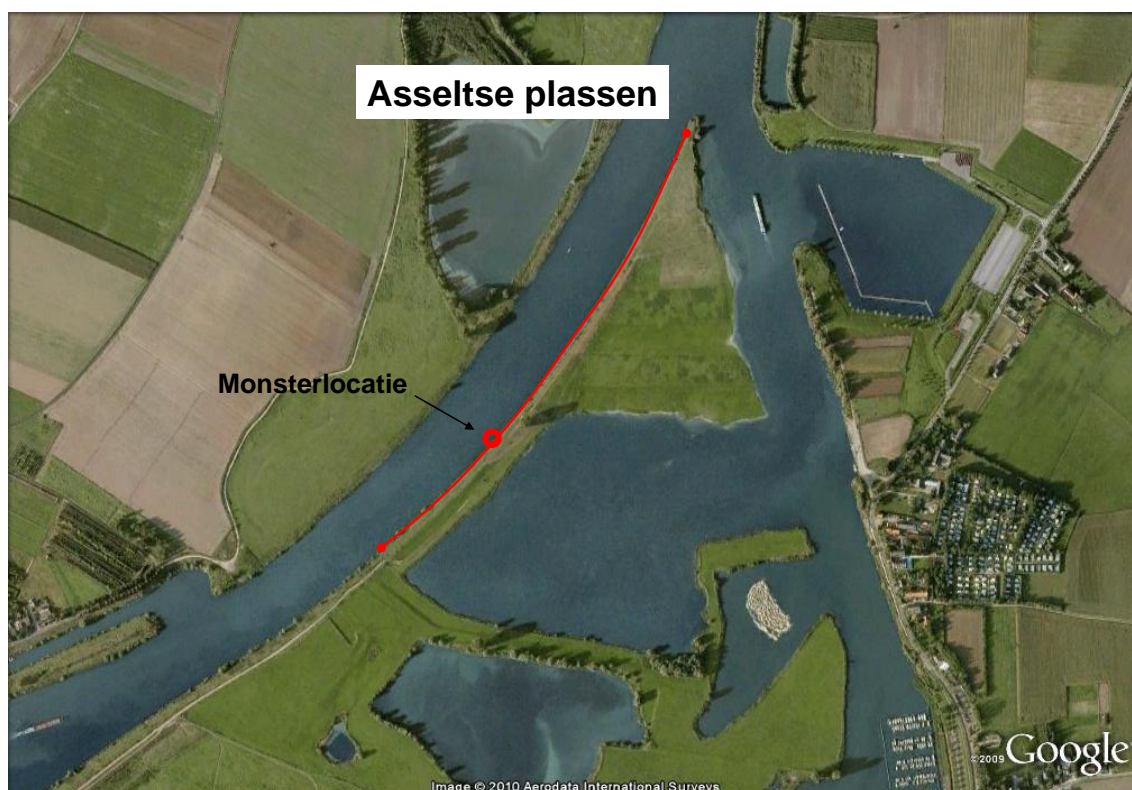 Asseltse plassen
Monsterlocatie
©2009 Google
Image © 2010 Aerodata International Surveys